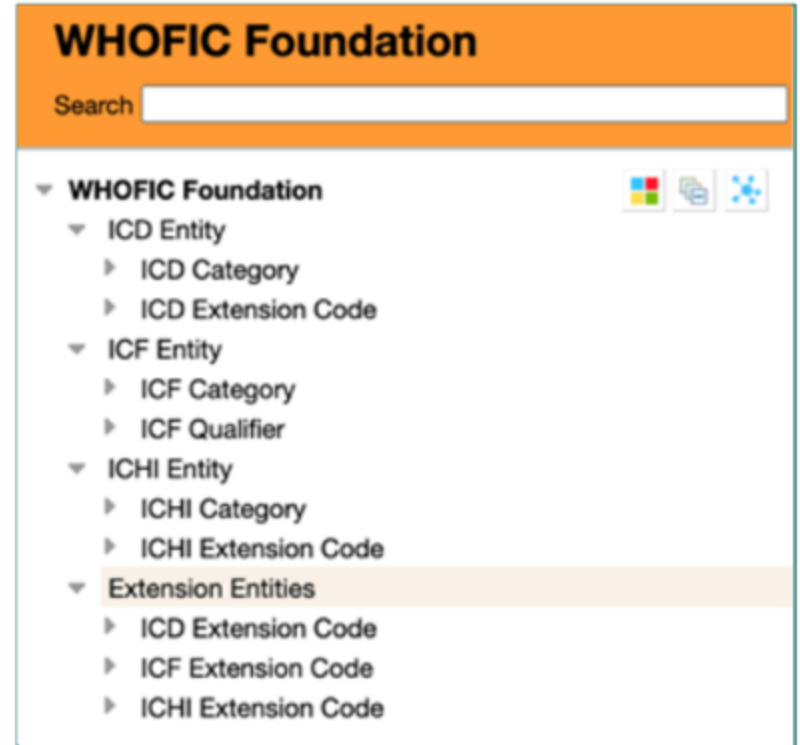 WHOFIC Foundation
Search
WHOFIC Foundation
ICD Entity
ICD Category
ICD Extension Code
ICF Entity
ICF Category
ICF Qualifier
ICHI Entity
ICHI Category
ICHI Extension Code
Extension Entities
ICD Extension Code
ICF Extension Code
ICHI Extension Code